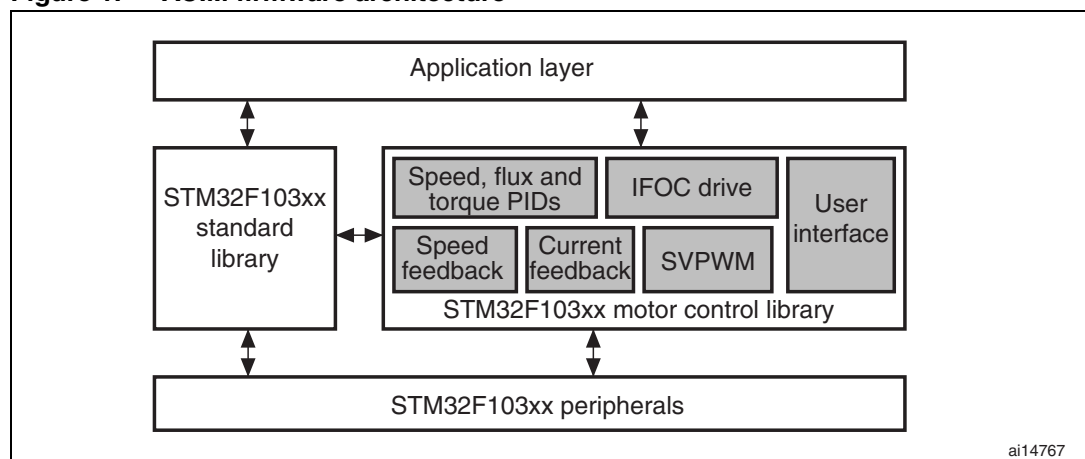 Application layer
STM32F103xx
standard
library
Speed, flux and
torque PIDs
IFOC drive
User
interface
Speed
feedback
Current
feedback
SVPWM
STM32F103xx motor control library
STM32F103xx peripherals
ai14767